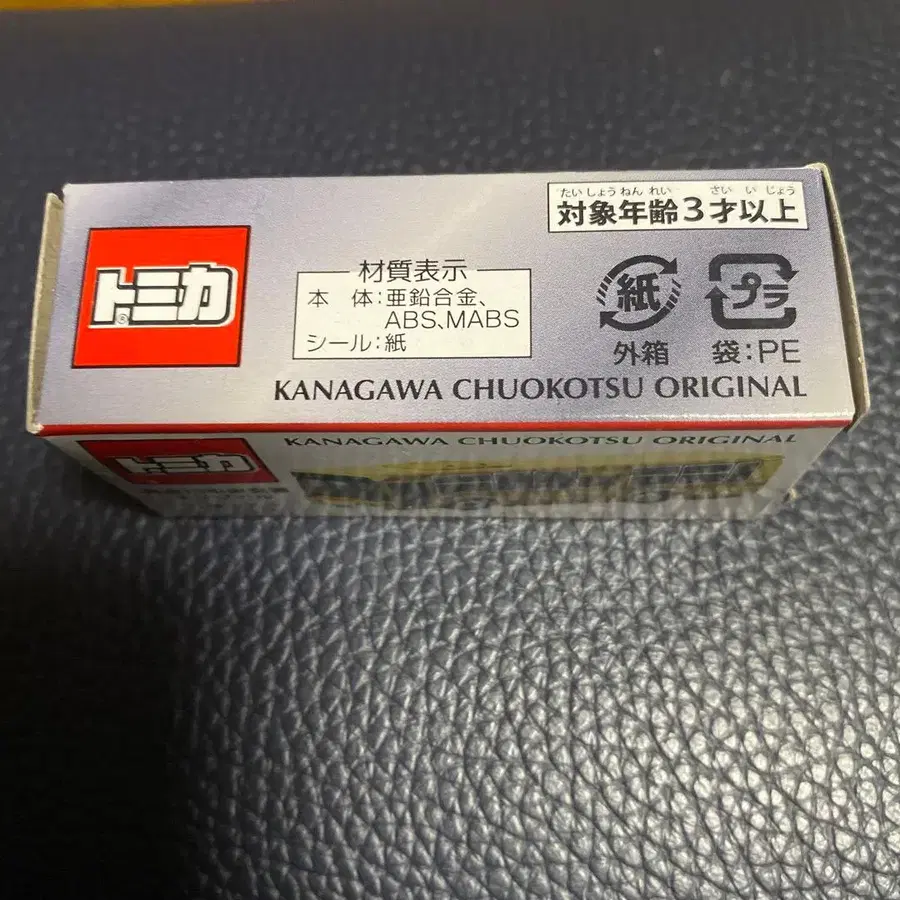 たいしょうねんれい さい いじょう
対象年齢3才以上
トミカ
®
材質表示
本 体:亜鉛合金、
ABS、MABS
シール:紙
紙
外箱
プラ
袋:PE
KANAGAWA CHUOKOTSU ORIGINAL
トミカ
KANAGAWA CHUOKOTSU ORIGINAL